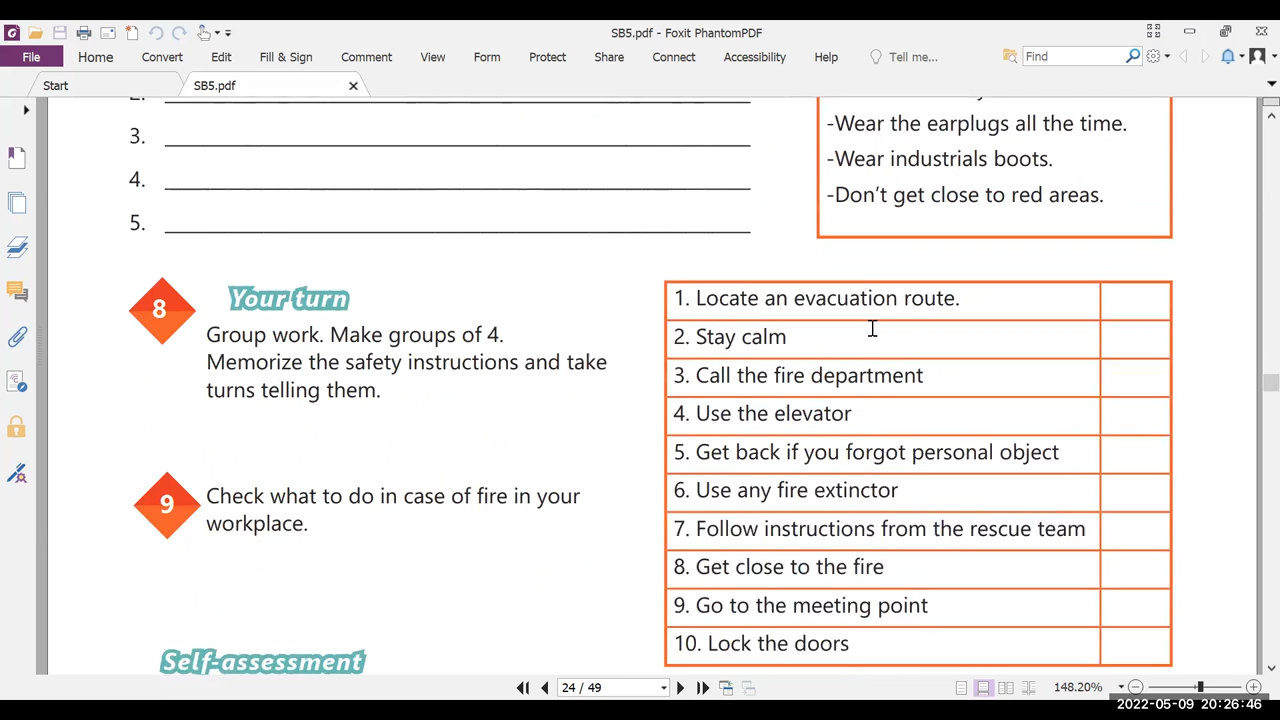 SB5.pdf - Foxit PhantomPDF
File Home Convert Edit Fill & Sign Comment View Form Protect Share Connect Accessibility Help Tell me... Find
Start SB5.pdf
3.
4.
5.
-Wear the earplugs all the time.
-Wear industrials boots.
-Don't get close to red areas.
8
Your turn
Group work. Make groups of 4.
Memorize the safety instructions and take
turns telling them.
9
Check what to do in case of fire in your
workplace.
1. Locate an evacuation route.
2. Stay calm
3. Call the fire department
4. Use the elevator
5. Get back if you forgot personal object
6. Use any fire extinctor
7. Follow instructions from the rescue team
8. Get close to the fire
9. Go to the meeting point
10. Lock the doors
Self-assessment
24 / 49
148.20%
2022-05-09 20:26:46